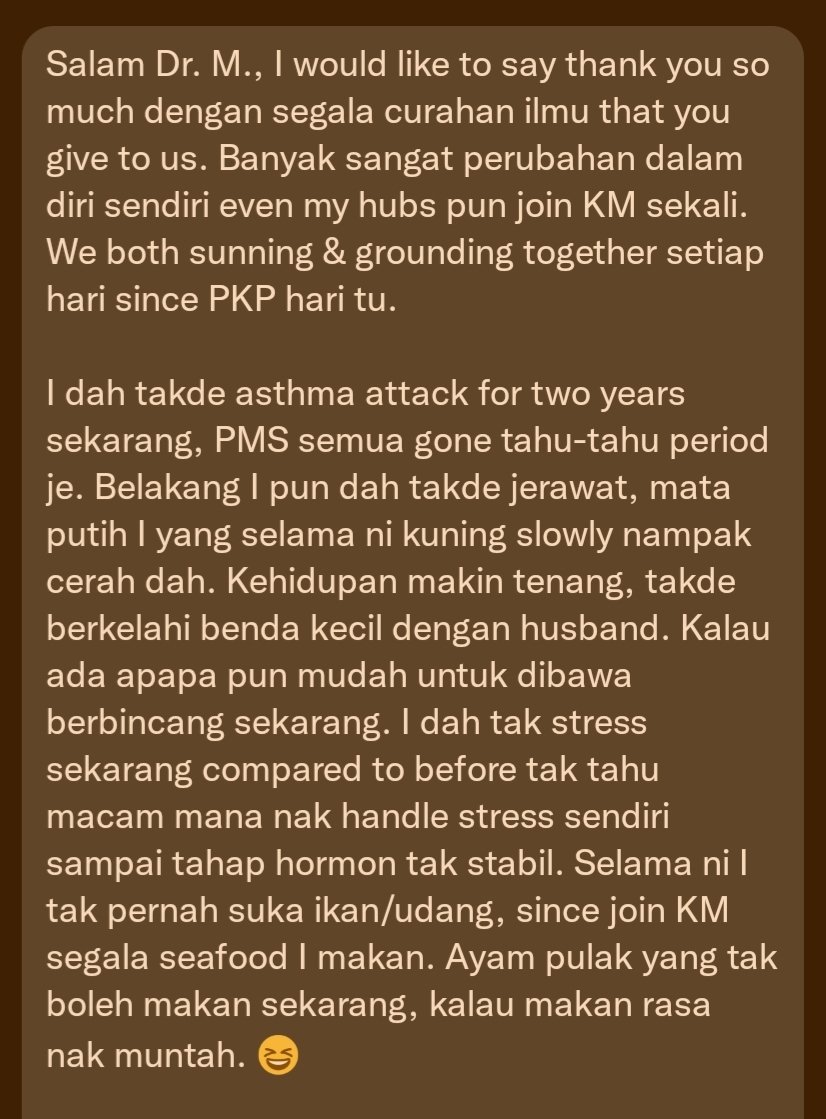 Salam Dr. M., I would like to say thank you so
much dengan segala curahan ilmu that you
give to us. Banyak sangat perubahan dalam
diri sendiri even my hubs pun join KM sekali.
We both sunning & grounding together setiap
hari since PKP hari tu.
I dah takde asthma attack for two years
sekarang, PMS semua gone tahu-tahu period
je. Belakang I pun dah takde jerawat, mata
putih I yang selama ni kuning slowly nampak
cerah dah. Kehidupan makin tenang, takde
berkelahi benda kecil dengan husband. Kalau
ada apapa pun mudah untuk dibawa
berbincang sekarang. I dah tak stress
sekarang compared to before tak tahu
macam mana nak handle stress sendiri
sampai tahap hormon tak stabil. Selama ni I
tak pernah suka ikan/udang, since join KM
segala seafood I makan. Ayam pulak yang tak
boleh makan sekarang, kalau makan rasa
nak muntah. 😆